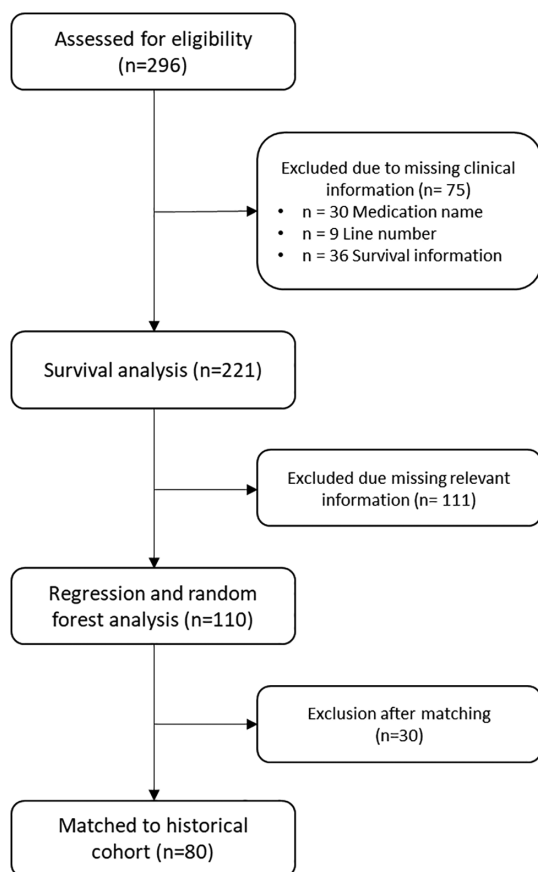 Assessed for eligibility
(n=296)
Excluded due to missing clinical
information (n= 75)
• n = 30 Medication name
• n = 9 Line number
• n = 36 Survival information
Survival analysis (n=221)
Excluded due missing relevant
information (n= 111)
Regression and random
forest analysis (n=110)
Exclusion after matching
(n=30)
Matched to historical
cohort (n=80)